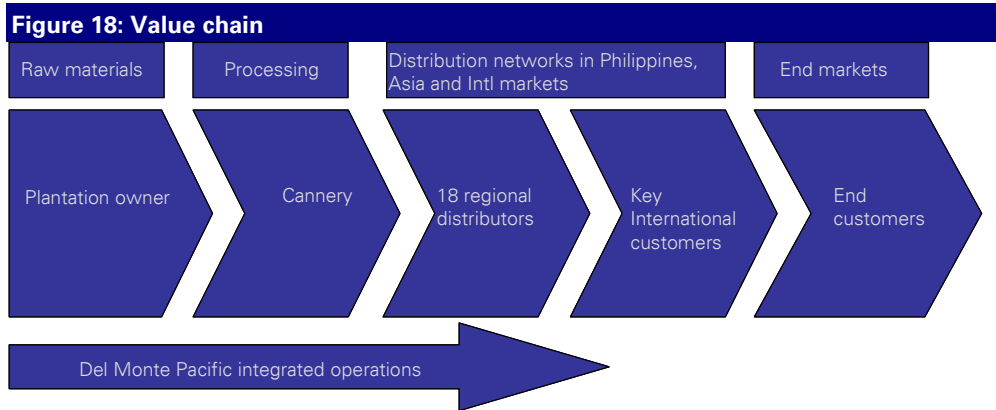 Figure 18: Value chain
Raw materials
Processing
Distribution networks in Philippines,
Asia and Intl markets
End markets
Plantation owner
Cannery
18 regional
distributors
Key
International
customers
End
customers
Del Monte Pacific integrated operations